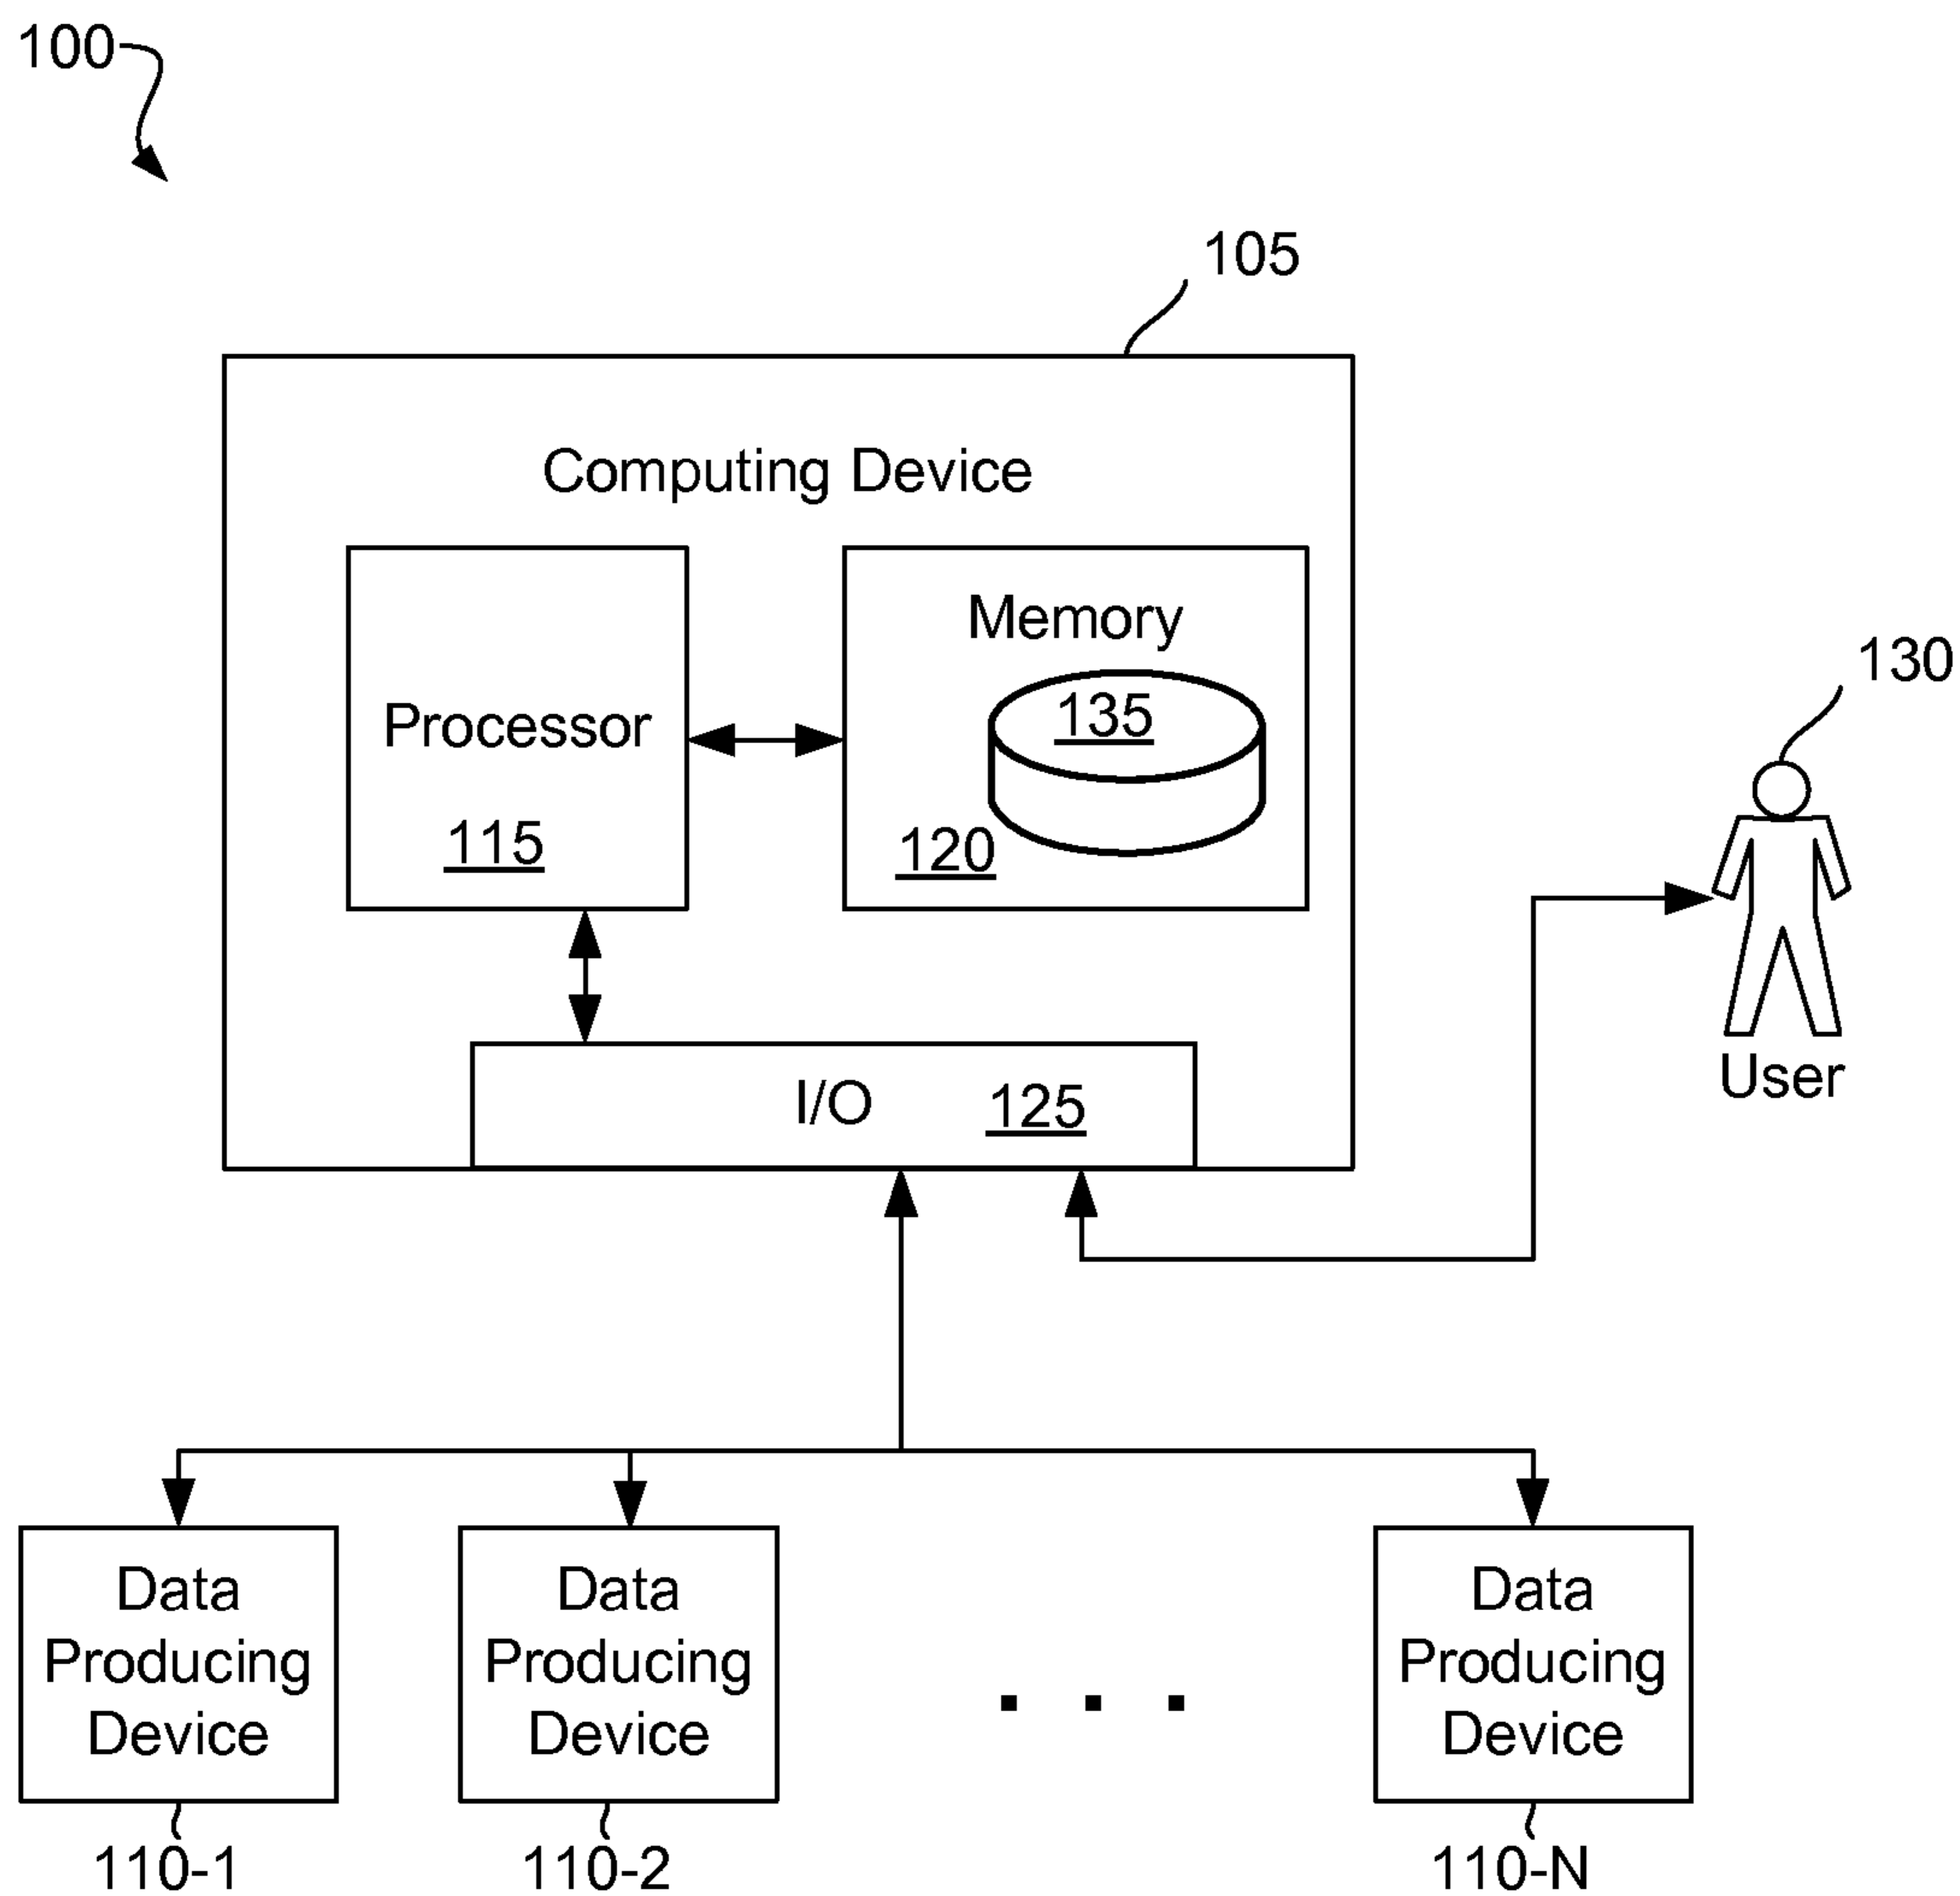 100
105
Computing Device
Memory
135
130
Processor
115
120
User
I/O 125
Data
Producing
Device
110-1
Data
Producing
Device
110-2
. . .
Data
Producing
Device
110-N